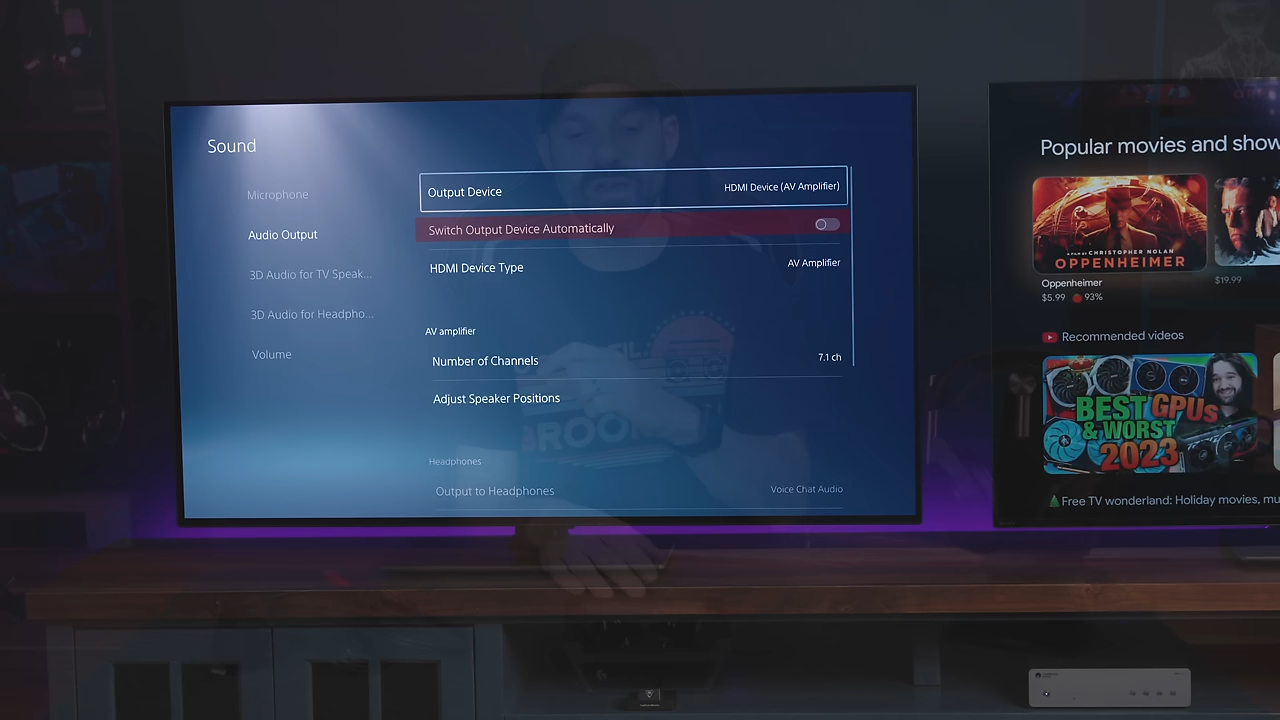 Sound
Microphone
Audio Output
3D Audio for TV Speak...
3D Audio for Headpho...
Volume
Output Device
HDMI Device (AV Amplifier)
Switch Output Device Automatically
HDMI Device Type
AV Amplifier
AV amplifier
Number of Channels
7.1 ch
Adjust Speaker Positions
Headphones
Output to Headphones
Voice Chat Audio
Popular movies and show
A FILM BY CHRISTOPHER NOLAN
OPPENHEIMER
Oppenheimer
$5.99 93%
$19.99
Recommended videos
BEST GPUs
& WORST
2023
Free TV wonderland: Holiday movies, mu